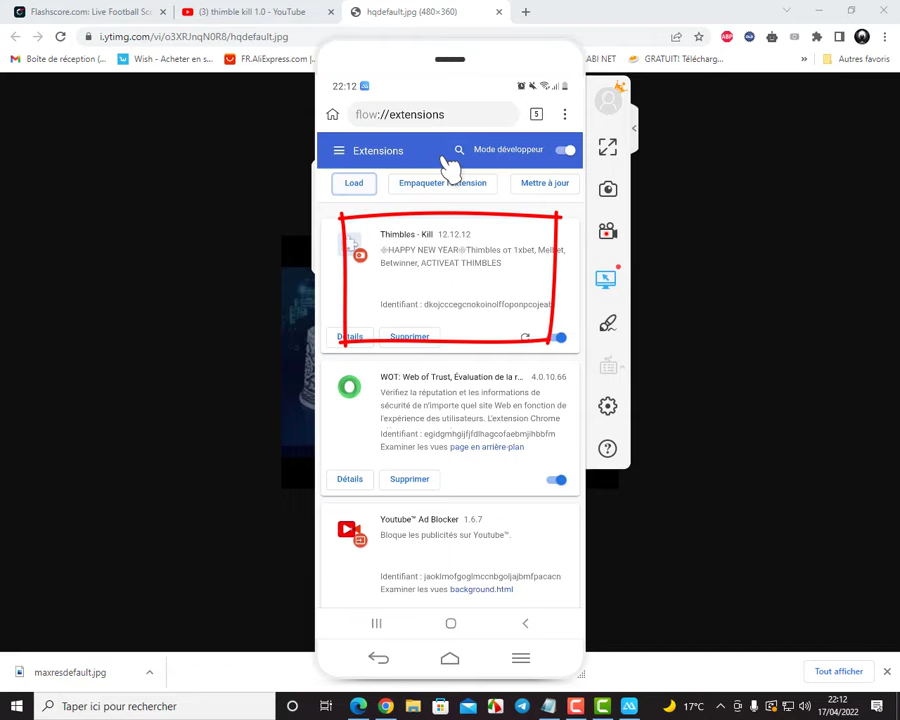 Flashscore.com: Live Football Sc
(3) thimble kill 1.0 - YouTube
hqdefault.jpg (480×360)
i.ytimg.com/vi/o3XRJnqN0R8/hqdefault.jpg
Boîte de réception (...
Wish - Acheter en s...
FR.AliExpress.com |...
ABI NET
GRATUIT! Télécharg...
Autres favoris
22:12
flow://extensions
5
Extensions
Mode développeur
Load
Empaqueter l'extension
Mettre à jour
Thimbles - Kill 12.12.12
HAPPY NEW YEAR Thimbles от 1xbet, Melbet,
Betwinner, ACTIVEAT THIMBLES
Identifiant : dkojcccegcnokoinolffoponpcojeab
Détails
Supprimer
WOT: Web of Trust, Évaluation de la r... 4.0.10.66
Vérifiez la réputation et les informations de
sécurité de n'importe quel site Web en fonction de
l'expérience des utilisateurs. L'extension Chrome
Identifiant : egidgmhgijfjfdlhagcofaebmjihbbfm
Examiner les vues page en arrière-plan
Détails
Supprimer
Youtube™ Ad Blocker 1.6.7
Bloque les publicités sur Youtube™.
Identifiant : jaoklmofgoglmccnbgoljajbmfpacacn
Examiner les vues background.html
maxresdefault.jpg
Tout afficher
Taper ici pour rechercher
17°C
22:12
17/04/2022